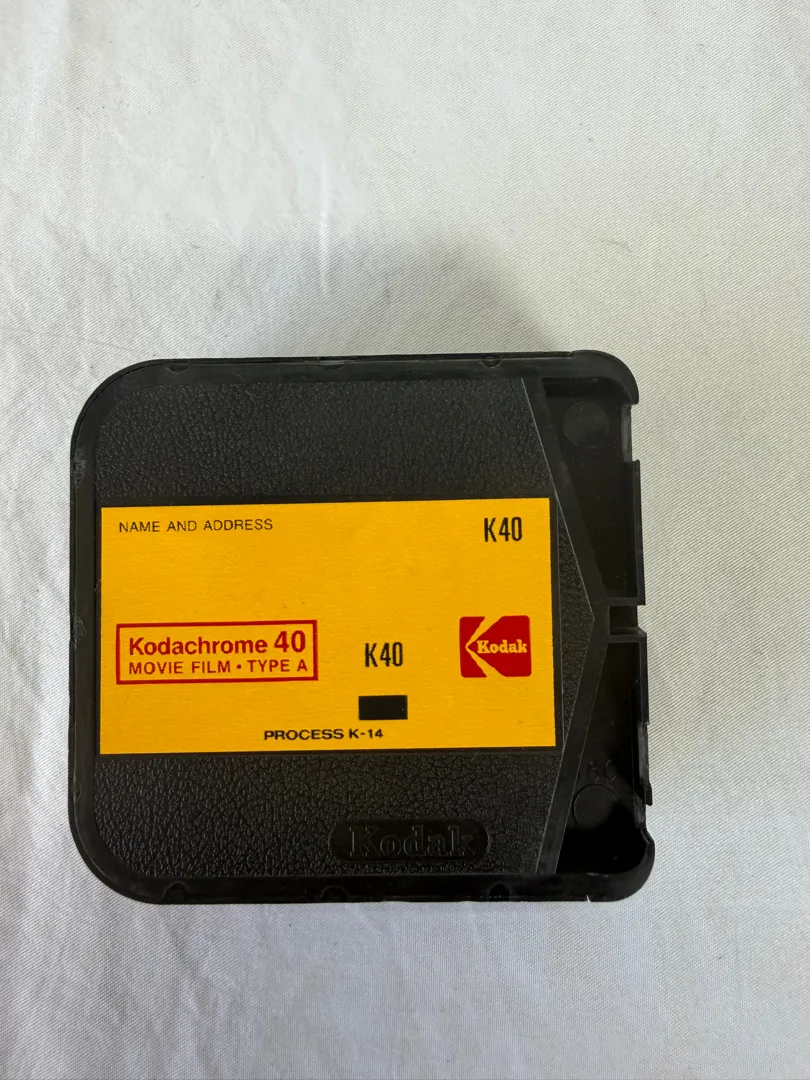 NAME AND ADDRESS
K40
Kodachrome 40
MOVIE FILM • TYPE A
K40
Kodak
PROCESS K-14
Kodak